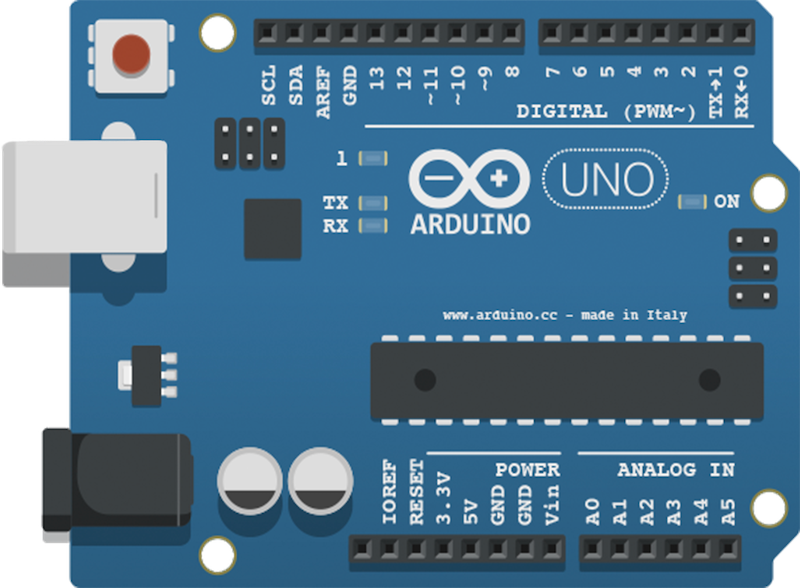 SCL SDA AREF GND 13 12 ~11 ~10 ~9 8 7 6 5 4 3 2 TX→1 RX←0
DIGITAL (PWM~)
l
TX
RX
ARDUINO
UNO
ON
www.arduino.cc - made in Italy
POWER
ANALOG IN
IOREF RESET 3.3V 5V GND GND Vin A0 A1 A2 A3 A4 A5